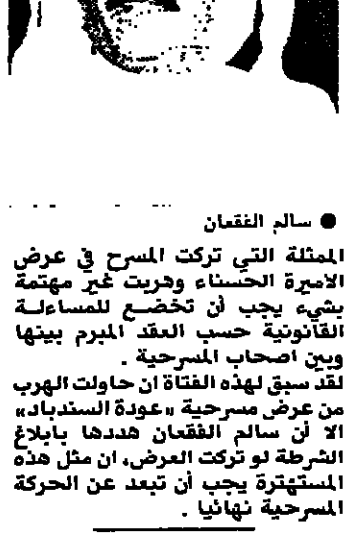 ● سالم الفقعان
الممثلة التي تركت المسرح في عرض
الاميرة الحسناء وهربت غير مهتمة
بشيء يجب أن تخضع للمساءلة
القانونية حسب العقد المبرم بينها
وبين اصحاب المسرحية .
لقد سبق لهذه الفتاة ان حاولت الهرب
من عرض مسرحية «عودة السندباد»
الا أن سالم الفقعان هددها بابلاغ
الشرطة لو تركت العرض، ان مثل هذه
المستهترة يجب أن تبعد عن الحركة
المسرحية نهائيا .